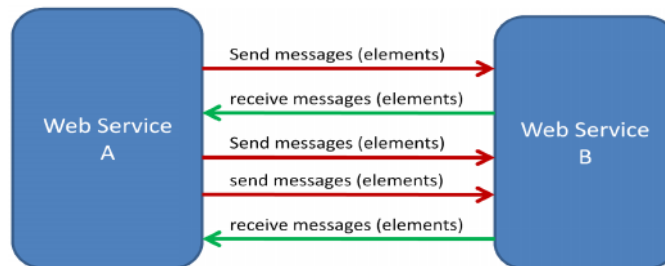 Web Service
A
Send messages (elements)
receive messages (elements)
Send messages (elements)
send messages (elements)
receive messages (elements)
Web Service
B